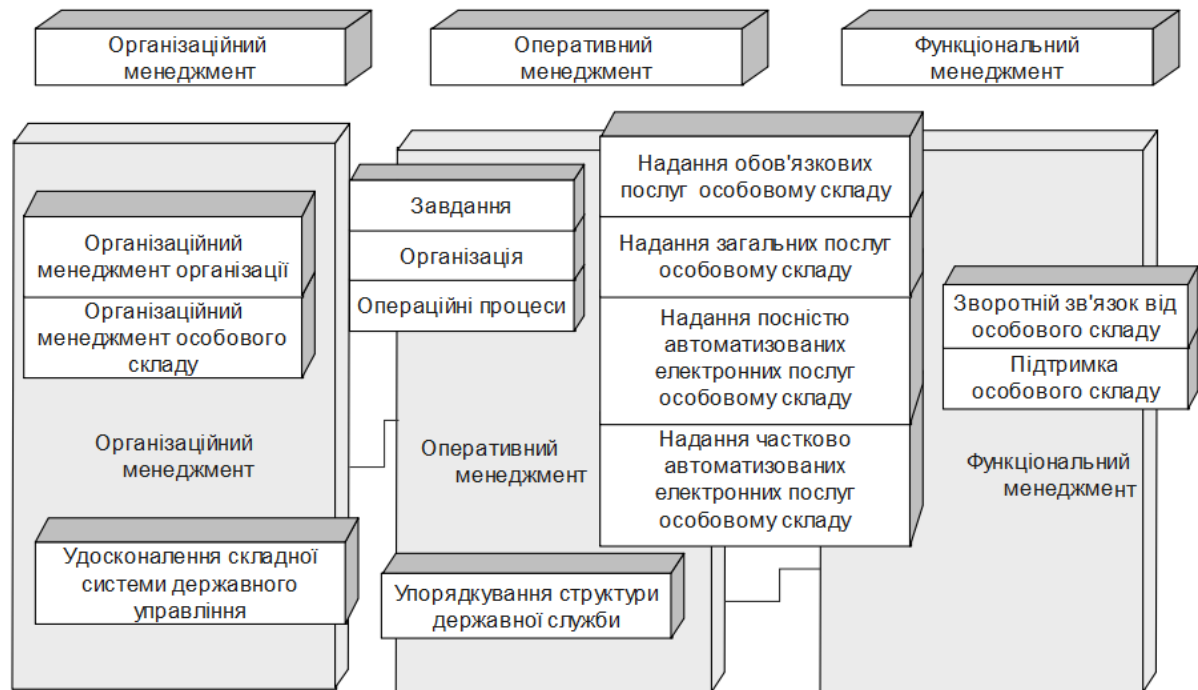 Організаційний
менеджмент
Оперативний
менеджмент
Функціональний
менеджмент
Організаційний
менеджмент організації
Організаційний
менеджмент особового
складу
Організаційний
менеджмент
Удосконалення складної
системи державного
управління
Завдання
Організація
Операційні процеси
Оперативний
менеджмент
Упорядкування структури
державної служби
Надання обов'язкових
послуг особовому складу
Надання загальних послуг
особовому складу
Надання посністю
автоматизованих
електронних послуг
особовому складу
Надання частково
автоматизованих
електронних послуг
особовому складу
Зворотній зв'язок від
особового складу
Підтримка
особового складу
Функціональний
менеджмент